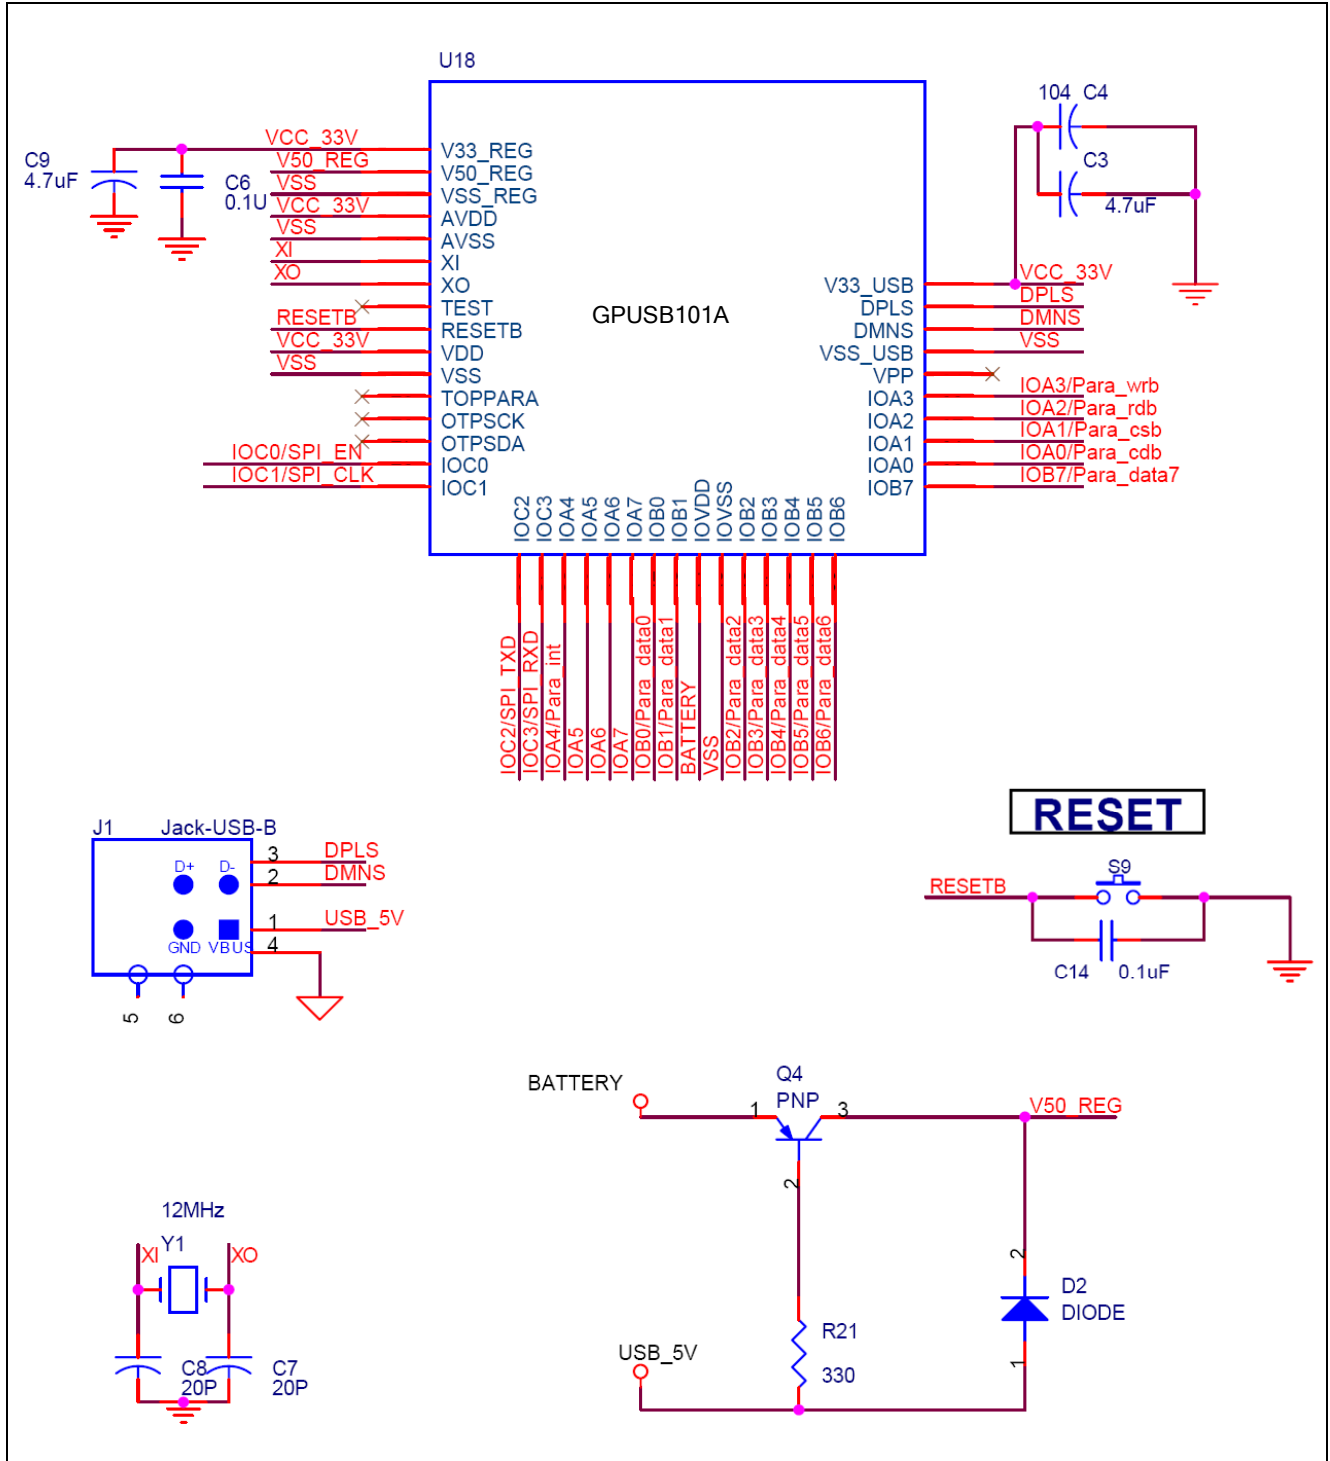 U18
104 C4
C3
4.7uF
C9
4.7uF
C6
0.1U
VCC_33V
V50_REG
VSS
VCC_33V
VSS
XI
XO
RESETB
VCC_33V
VSS
IOC0/SPI_EN
IOC1/SPI_CLK
V33_REG
V50_REG
VSS_REG
AVDD
AVSS
XI
XO
TEST
RESETB
VDD
VSS
TOPPARA
OTPSCK
OTPSDA
IOC0
IOC1
GPUSB101A
V33_USB
DPLS
DMNS
VSS_USB
VPP
IOA3
IOA2
IOA1
IOA0
IOB7
VCC_33V
DPLS
DMNS
VSS
IOA3/Para_wrb
IOA2/Para_rdb
IOA1/Para_csb
IOA0/Para_cdb
IOB7/Para_data7
IOC2
IOC3
IOA4
IOA5
IOA6
IOA7
IOB0
IOB1
IOVDD
IOVSS
IOB2
IOB3
IOB4
IOB5
IOB6
IOC2/SPI_TXD
IOC3/SPI_RXD
IOA4/Para_int
IOA5
IOA6
IOA7
IOB0/Para_data0
IOB1/Para_data1
BATTERY
VSS
IOB2/Para_data2
IOB3/Para_data3
IOB4/Para_data4
IOB5/Para_data5
IOB6/Para_data6
RESET
J1 Jack-USB-B
D+ D-
GND VBUS
3 DPLS
2 DMNS
1 USB_5V
4
5
6
RESETB
S9
C14 0.1uF
BATTERY
Q4
PNP
1
3
2
V50_REG
2
D2
DIODE
1
R21
330
USB_5V
12MHz
Y1
XI
XO
C8
20P
C7
20P